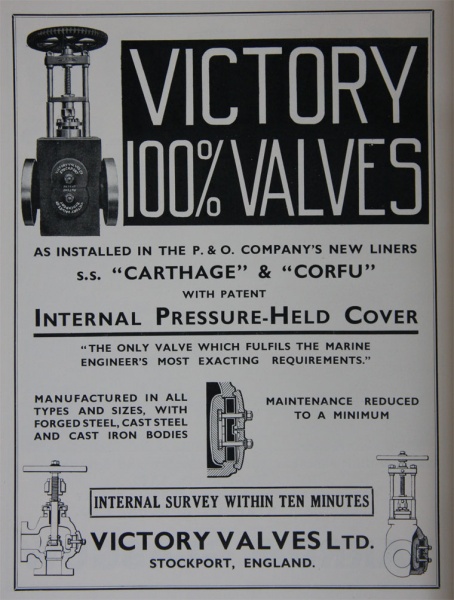 VICTORY
100% VALVES
AS INSTALLED IN THE P. & O. COMPANY'S NEW LINERS
S.S. "CARTHAGE" & "CORFU"
WITH PATENT
INTERNAL PRESSURE-HELD COVER
"THE ONLY VALVE WHICH FULFILS THE MARINE
ENGINEER'S MOST EXACTING REQUIREMENTS."
MANUFACTURED IN ALL
TYPES AND SIZES, WITH
FORGED STEEL, CAST STEEL
AND CAST IRON BODIES
MAINTENANCE REDUCED
TO A MINIMUM
INTERNAL SURVEY WITHIN TEN MINUTES
VICTORY VALVES LTD.
STOCKPORT, ENGLAND.